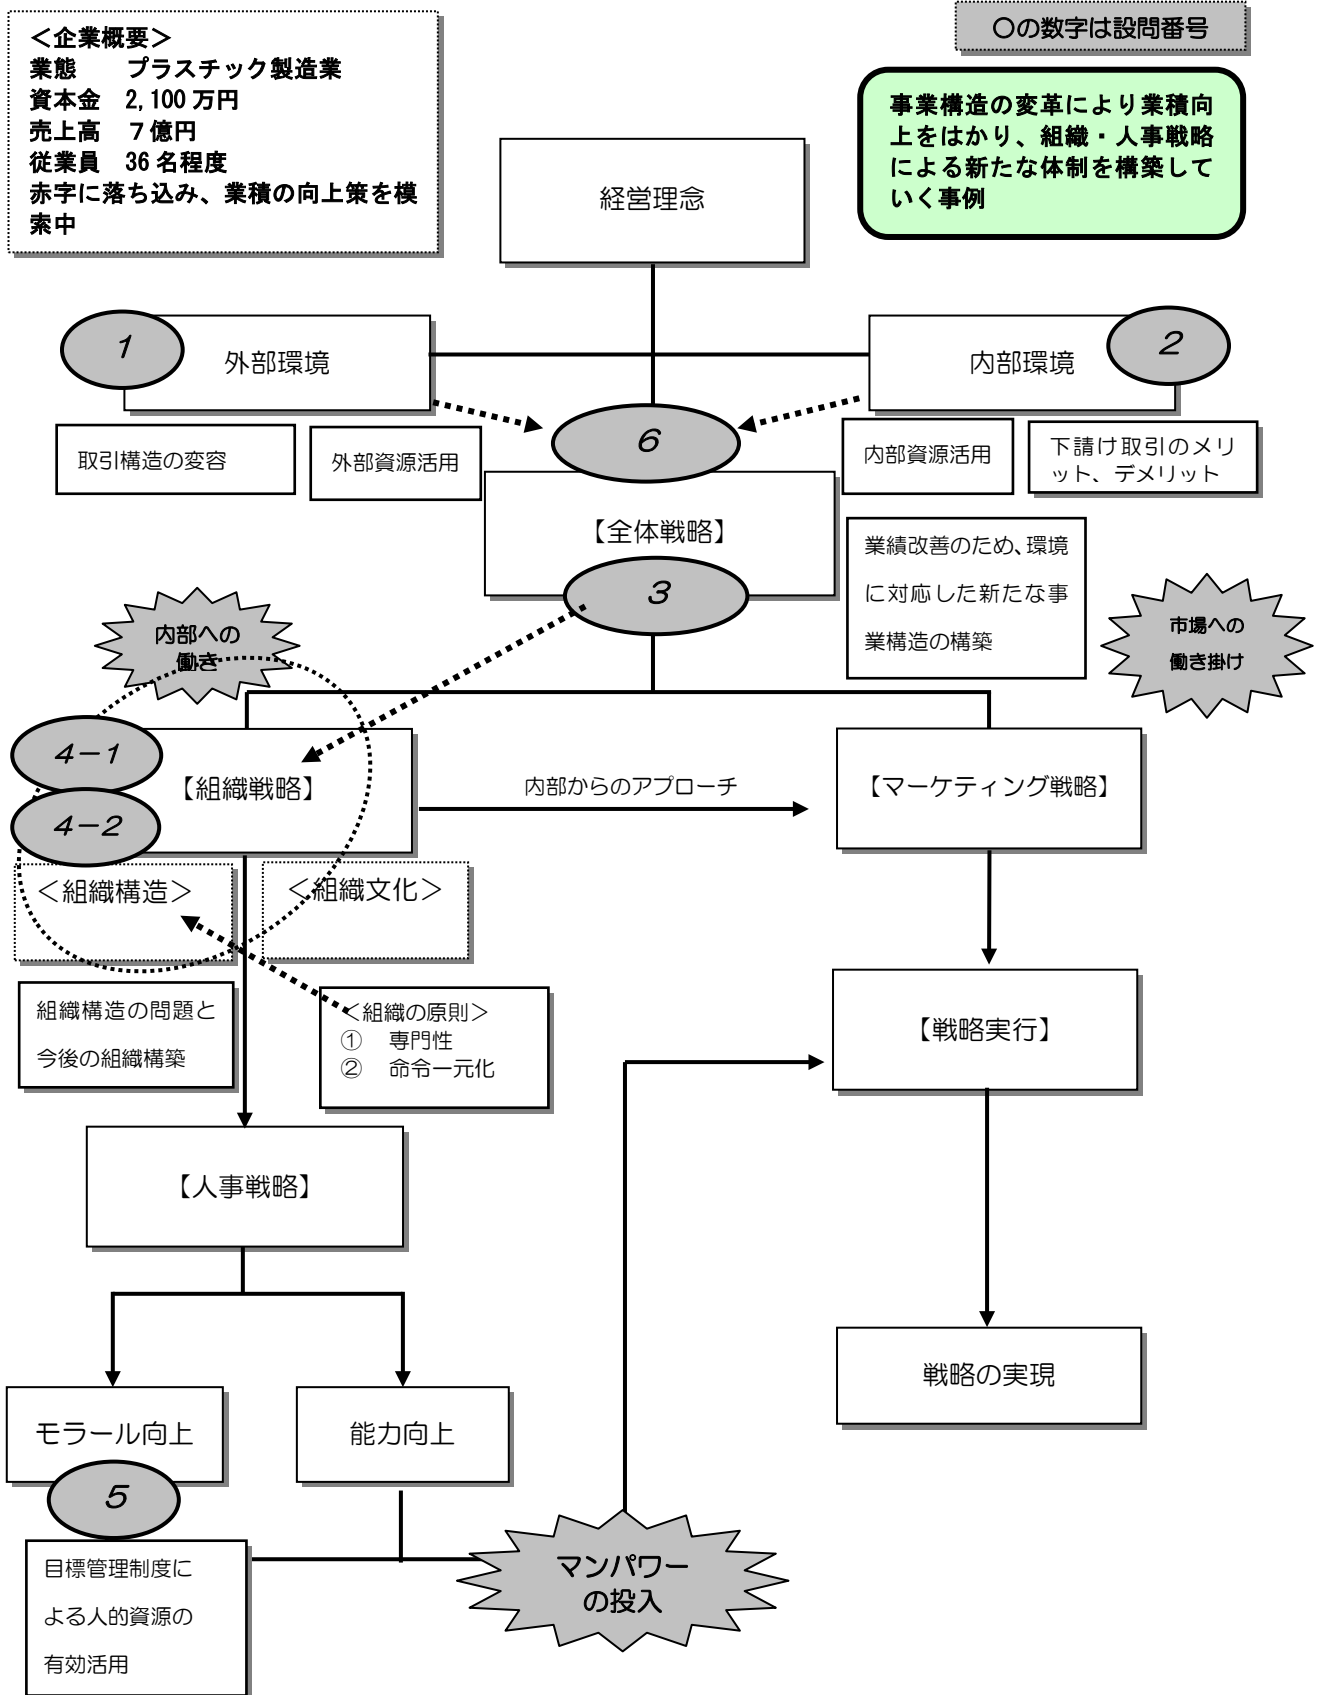 ＜企業概要＞
業態　　プラスチック製造業
資本金　2,100万円
売上高　７億円
従業員　36名程度
赤字に落ち込み、業績の向上策を模
索中
〇の数字は設問番号
事業構造の変革により業績向
上をはかり、組織・人事戦略
による新たな体制を構築して
いく事例
経営理念
1
外部環境
内部環境
2
取引構造の変容
外部資源活用
6
内部資源活用
下請け取引のメリ
ット、デメリット
【全体戦略】
3
業績改善のため、環境
に対応した新たな事
業構造の構築
内部への
働き
市場への
働き掛け
4－1
4－2
【組織戦略】
内部からのアプローチ
【マーケティング戦略】
＜組織構造＞
＜組織文化＞
組織構造の問題と
今後の組織構築
＜組織の原則＞
①　専門性
②　命令一元化
【戦略実行】
【人事戦略】
戦略の実現
モラール向上
能力向上
5
目標管理制度に
よる人的資源の
有効活用
マンパワー
の投入